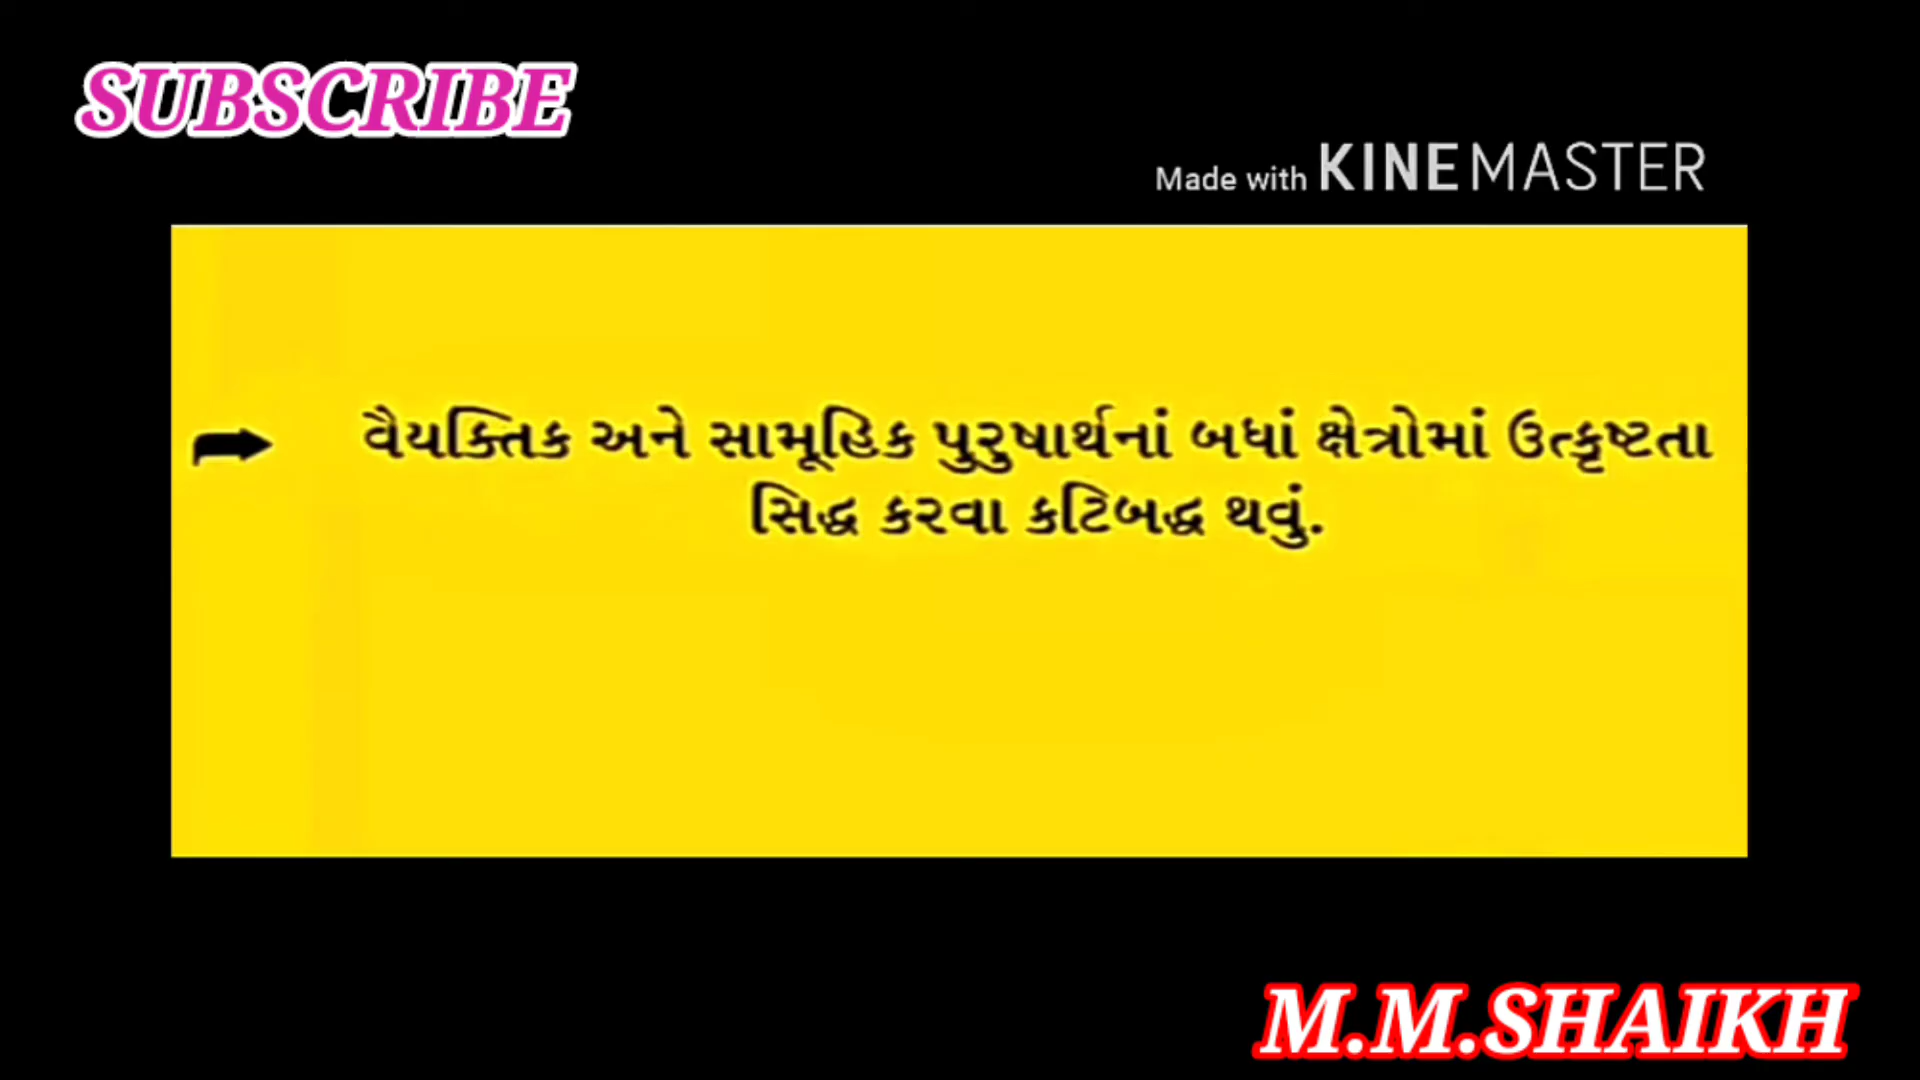 SUBSCRIBE
Made with KINEMASTER
વૈયક્તિક અને સામૂહિક પુરુષાર્થનાં બધાં ક્ષેત્રોમાં ઉત્કૃષ્ટતા
સિદ્ધ કરવા કટિબદ્ધ થવું.
M.M.SHAIKH